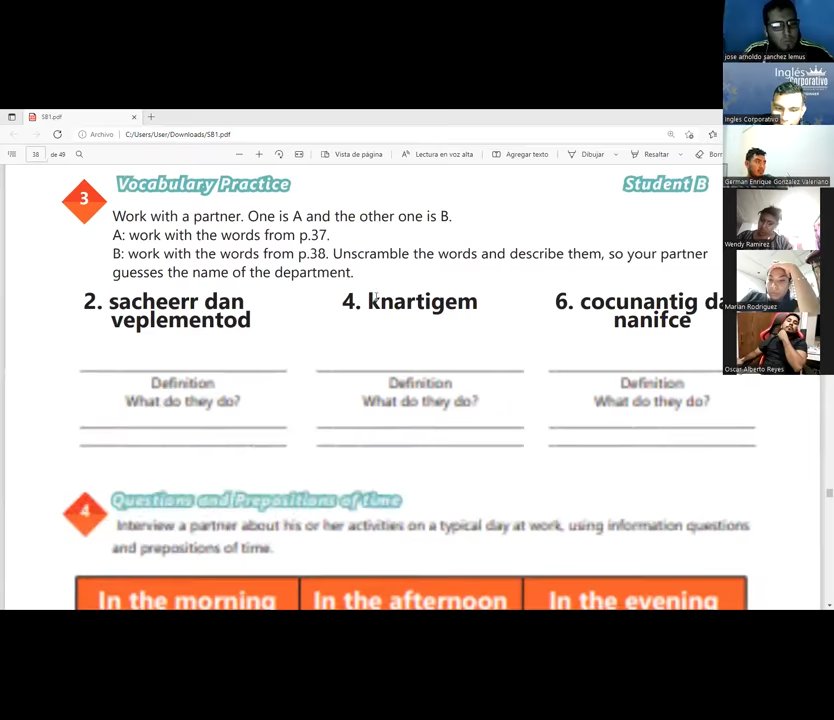 jose arnoldo sanchez lemus
Inglés
Corporativo
Ingles Corporativo
German Enrique Gonzalez Valeriano
Wendy Ramirez
Marian Rodriguez
Oscar Alberto Reyes
SB1.pdf
Archivo C:/Users/User/Downloads/SB1.pdf
38 de 49 Vista de página Lectura en voz alta Agregar texto Dibujar Resaltar Borr
3 Vocabulary Practice Student B
Work with a partner. One is A and the other one is B.
A: work with the words from p.37.
B: work with the words from p.38. Unscramble the words and describe them, so your partner
guesses the name of the department.
2. sacheerr dan 4. knartigem 6. cocunantig da
veplementod nanifce
Definition Definition Definition
What do they do? What do they do? What do they do?
4 Questions and Prepositions of time
Interview a partner about his or her activities on a typical day at work, using information questions
and prepositions of time.
In the morning In the afternoon In the evening